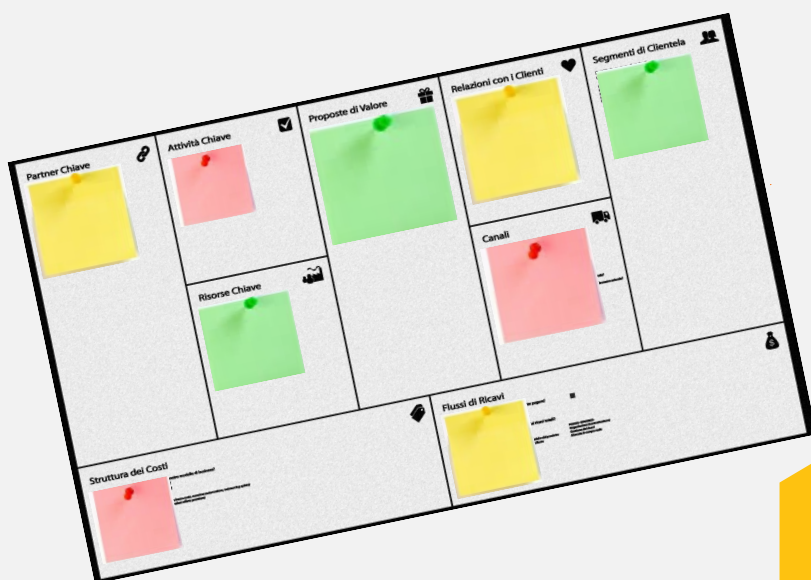 Partner Chiave
Attività Chiave
Proposte di Valore
Relazioni con i Clienti
Segmenti di Clientela
Risorse Chiave
Canali
Struttura dei Costi
Flussi di Ricavi